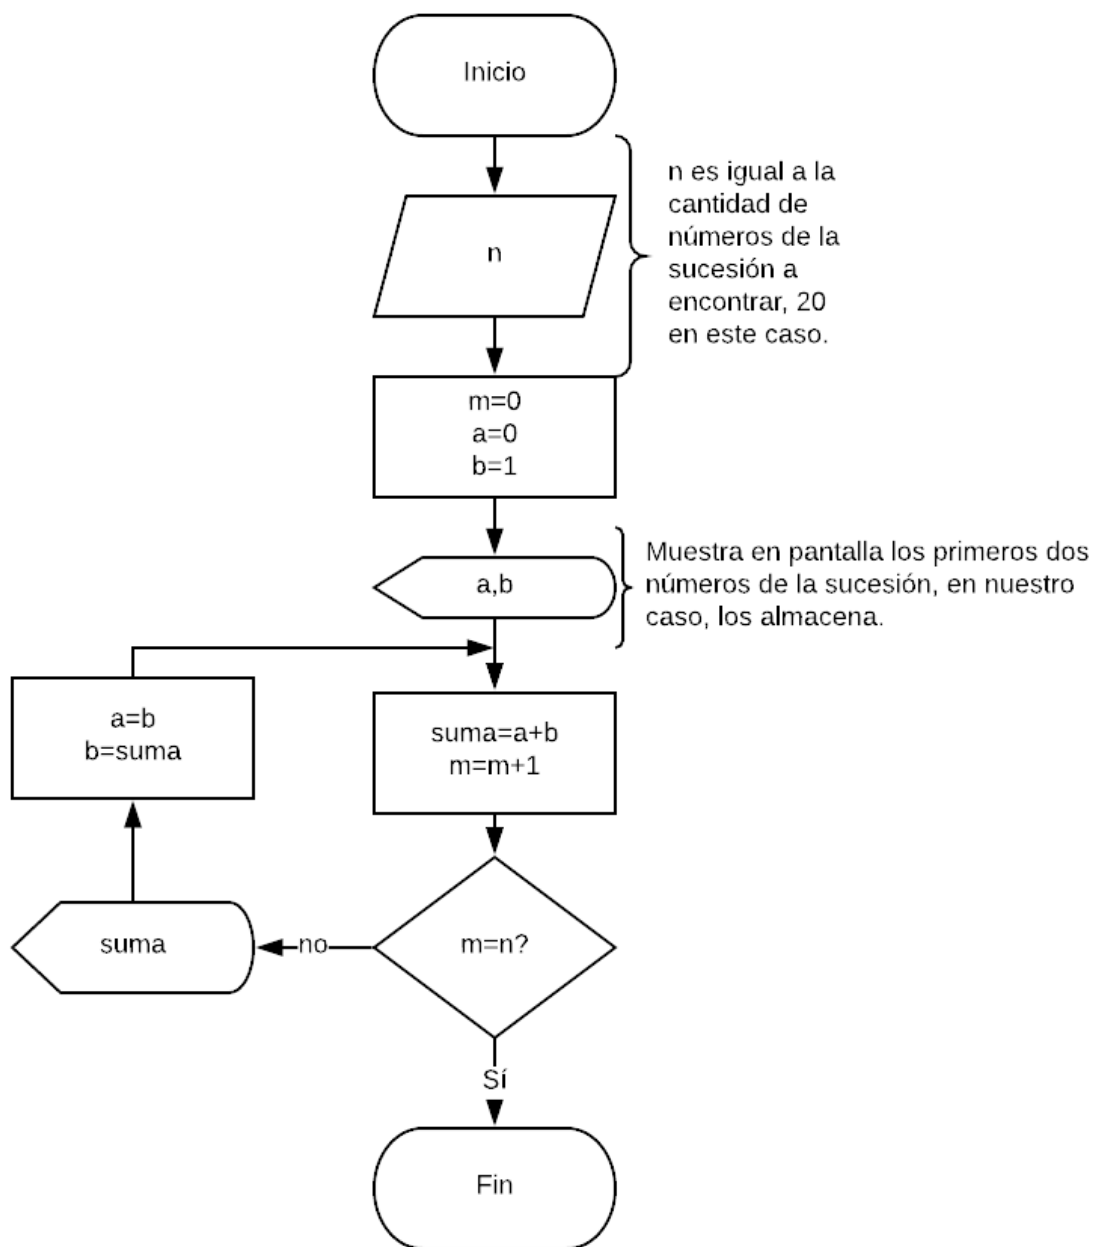 Inicio
n es igual a la
cantidad de
números de la
sucesión a
encontrar, 20
en este caso.
n
m=0
a=0
b=1
Muestra en pantalla los primeros dos
números de la sucesión, en nuestro
caso, los almacena.
a,b
suma=a+b
m=m+1
a=b
b=suma
m=n?
no
suma
Sí
Fin